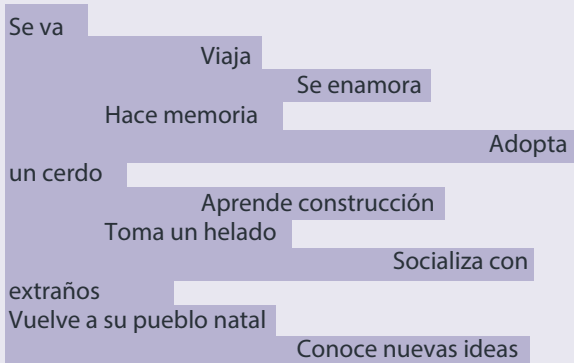 Se va
Viaja
Se enamora
Hace memoria
Adopta
un cerdo
Aprende construcción
Toma un helado
Socializa con
extraños
Vuelve a su pueblo natal
Conoce nuevas ideas